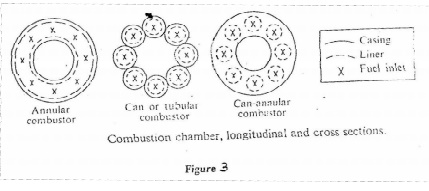 Casing
Liner
X Fuel inlet
Annular
combustor
Can or tubular
combustor
Can-annular
combustor
Combustion chamber, longitudinal and cross sections.
Figure 3